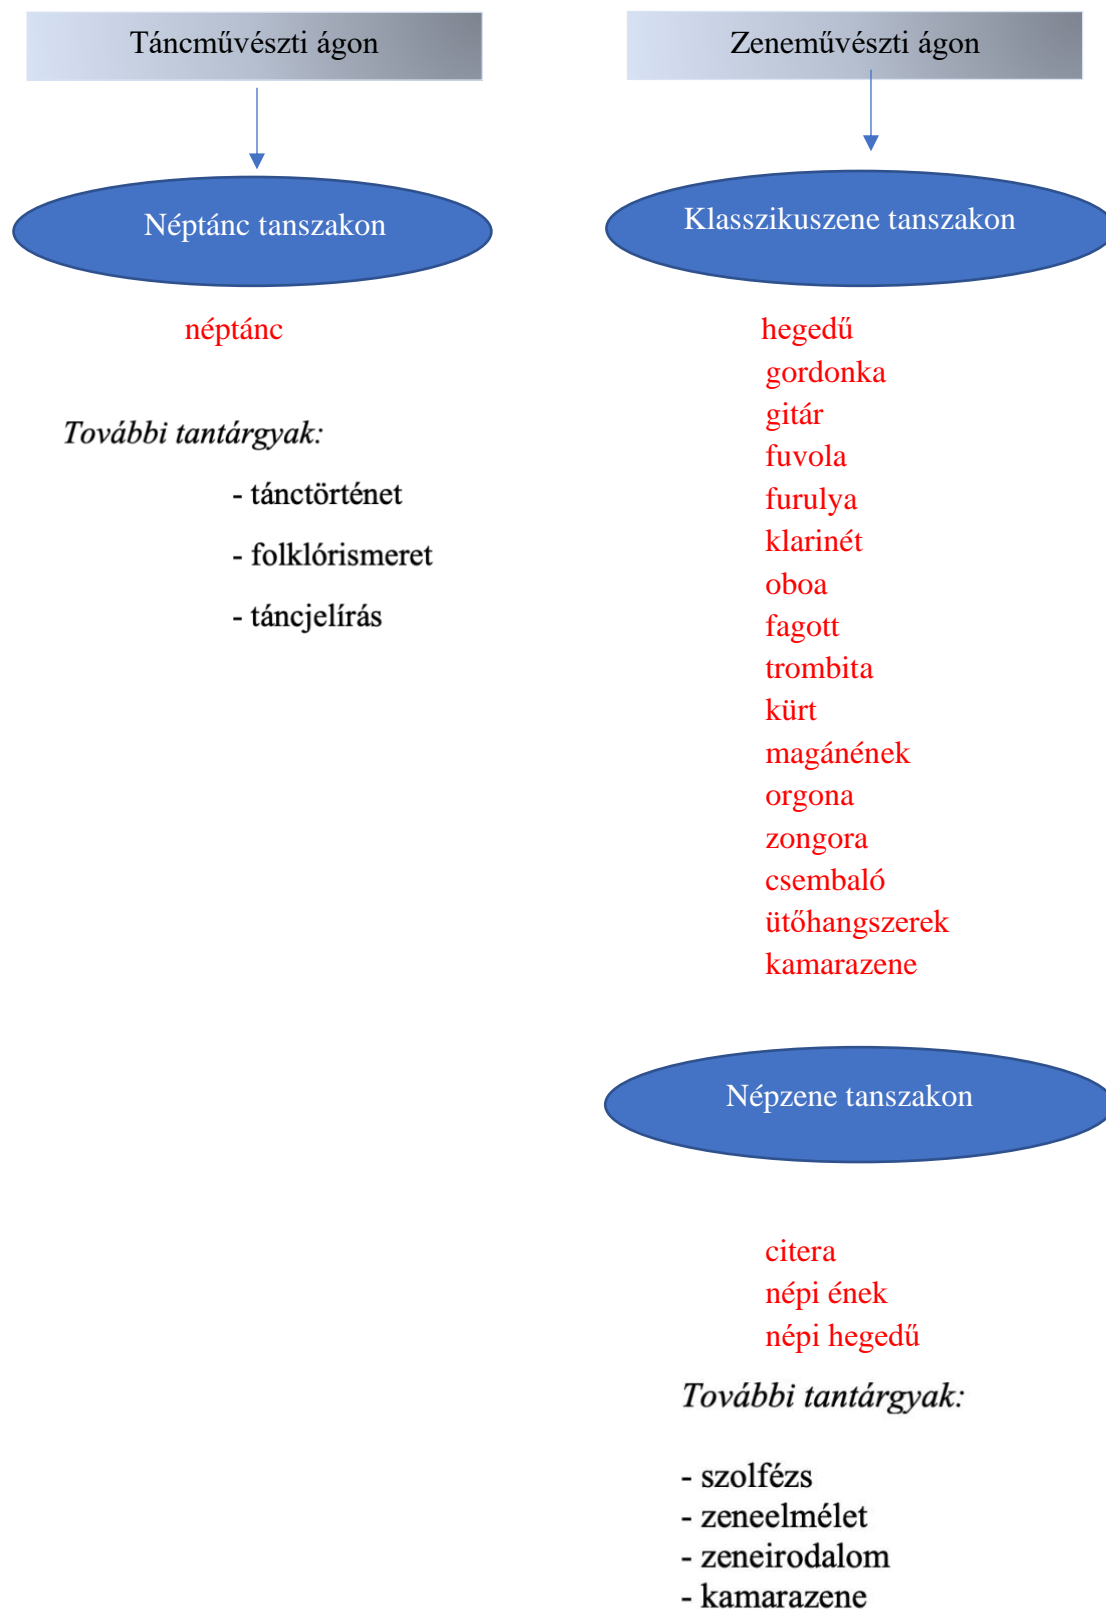 Táncművészti ágon
Néptánc tanszakon
néptánc
További tantárgyak:
- tánctörténet
- folklórismeret
- táncjelírás
Zeneművészti ágon
Klasszikuszene tanszakon
hegedű
gordonka
gitár
fuvola
furulya
klarinét
oboa
fagott
trombita
kürt
magánének
orgona
zongora
csembaló
ütőhangszerek
kamarazene
Népzene tanszakon
citera
népi ének
népi hegedű
További tantárgyak:
- szolfézs
- zeneelmélet
- zeneirodalom
- kamarazene